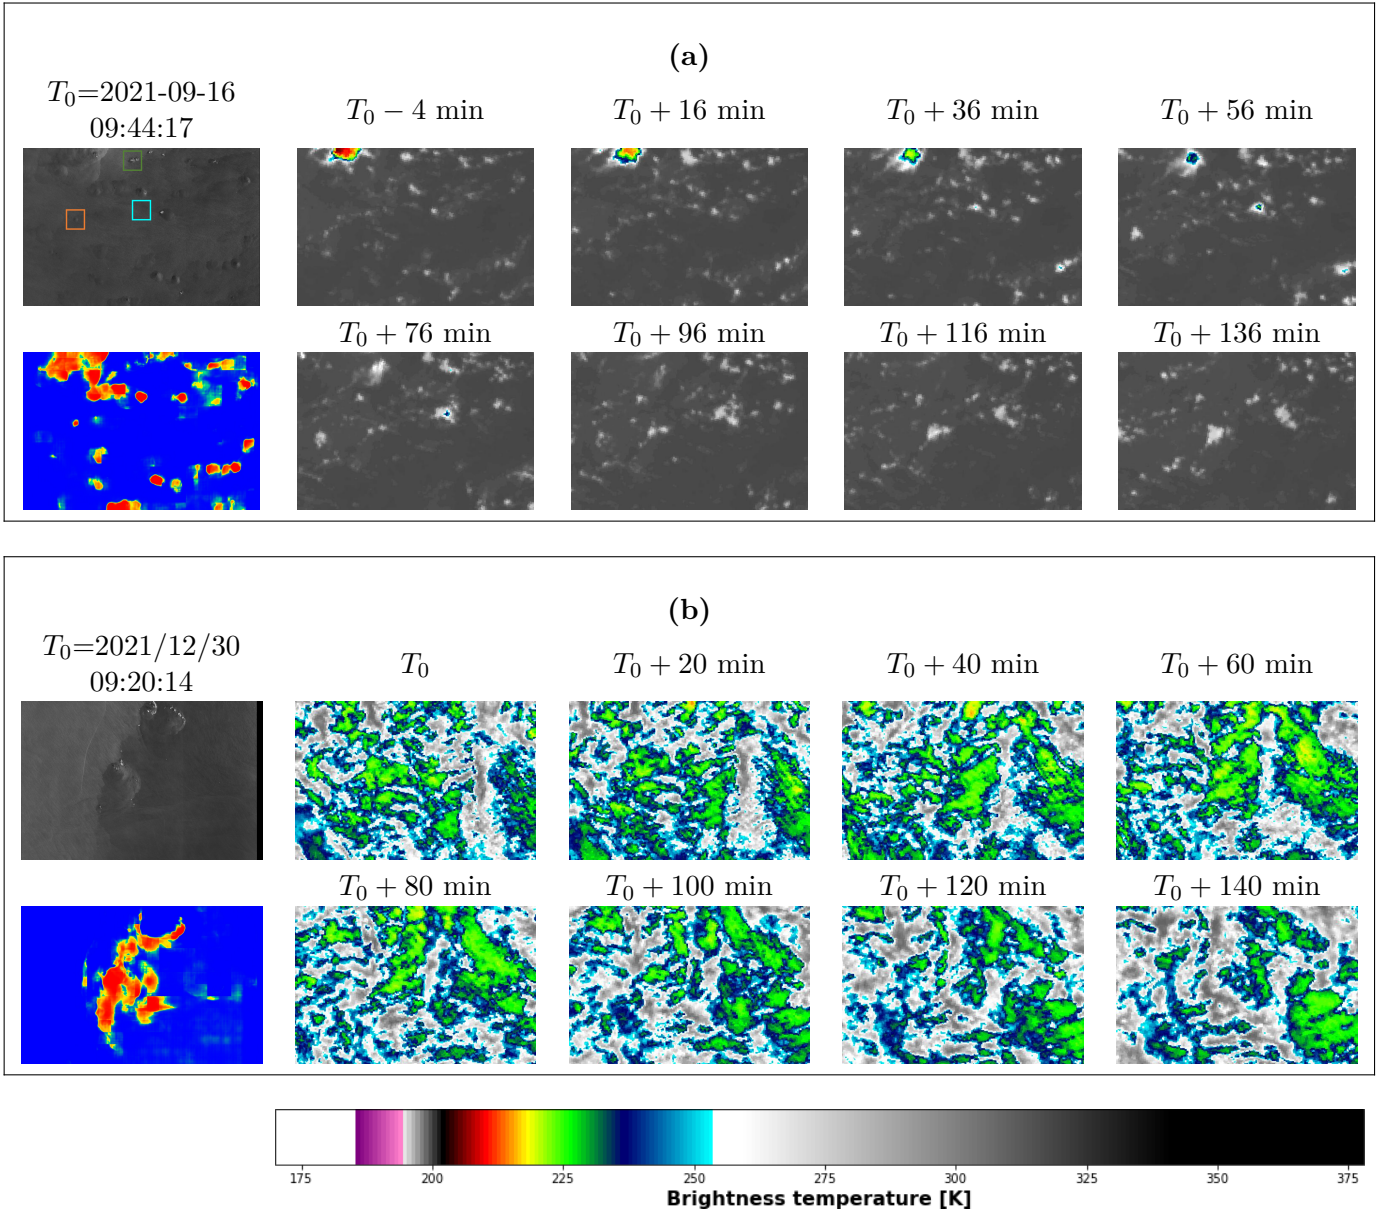 (a)
T₀=2021-09-16
09:44:17
T₀ − 4 min
T₀ + 16 min
T₀ + 36 min
T₀ + 56 min
T₀ + 76 min
T₀ + 96 min
T₀ + 116 min
T₀ + 136 min
(b)
T₀=2021/12/30
09:20:14
T₀
T₀ + 20 min
T₀ + 40 min
T₀ + 60 min
T₀ + 80 min
T₀ + 100 min
T₀ + 120 min
T₀ + 140 min
175 200 225 250 275 300 325 350 375
Brightness temperature [K]